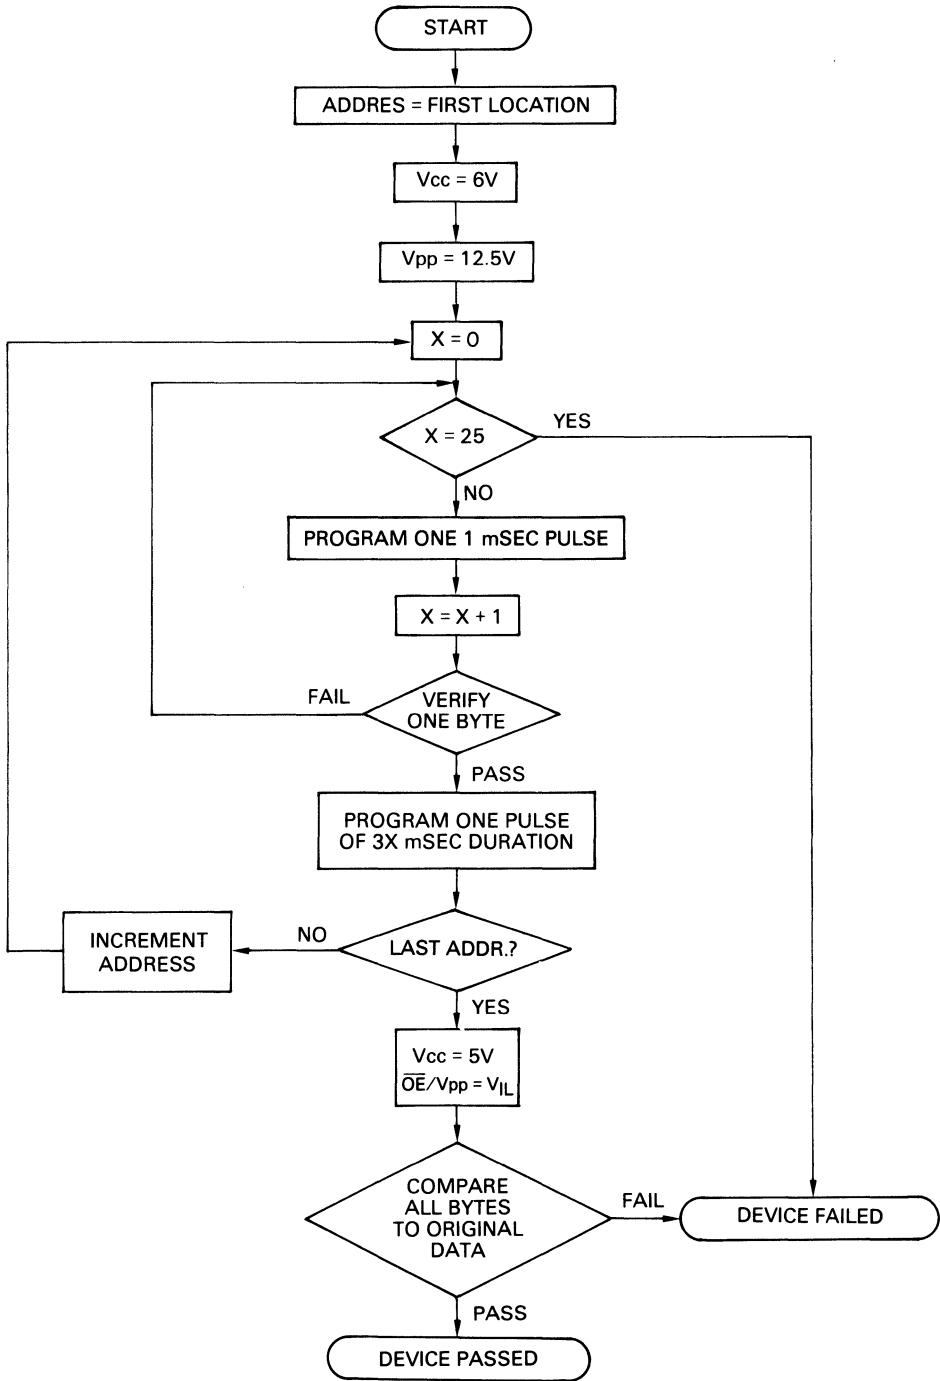 START
ADDRES = FIRST LOCATION
Vcc = 6V
Vpp = 12.5V
X = 0
X = 25
YES
NO
PROGRAM ONE 1 mSEC PULSE
X = X + 1
FAIL
VERIFY
ONE BYTE
PASS
PROGRAM ONE PULSE
OF 3X mSEC DURATION
INCREMENT
ADDRESS
NO
LAST ADDR.?
YES
Vcc = 5V
O̅E̅/Vpp = VIL
COMPARE
ALL BYTES
TO ORIGINAL
DATA
FAIL
DEVICE FAILED
PASS
DEVICE PASSED